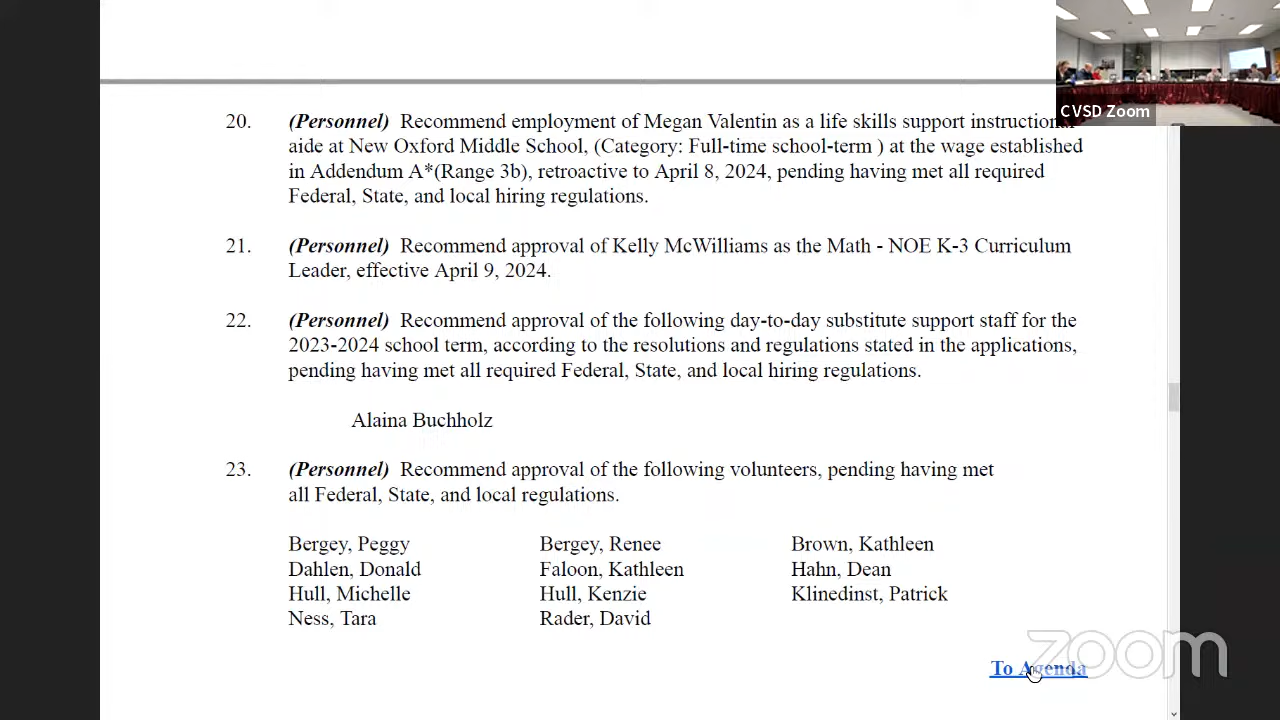 CVSD Zoom
20. (Personnel) Recommend employment of Megan Valentin as a life skills support instructional
aide at New Oxford Middle School, (Category: Full-time school-term ) at the wage established
in Addendum A*(Range 3b), retroactive to April 8, 2024, pending having met all required
Federal, State, and local hiring regulations.
21. (Personnel) Recommend approval of Kelly McWilliams as the Math - NOE K-3 Curriculum
Leader, effective April 9, 2024.
22. (Personnel) Recommend approval of the following day-to-day substitute support staff for the
2023-2024 school term, according to the resolutions and regulations stated in the applications,
pending having met all required Federal, State, and local hiring regulations.
Alaina Buchholz
23. (Personnel) Recommend approval of the following volunteers, pending having met
all Federal, State, and local regulations.
Bergey, Peggy Bergey, Renee Brown, Kathleen
Dahlen, Donald Faloon, Kathleen Hahn, Dean
Hull, Michelle Hull, Kenzie Klinedinst, Patrick
Ness, Tara Rader, David
To Agenda
zoom